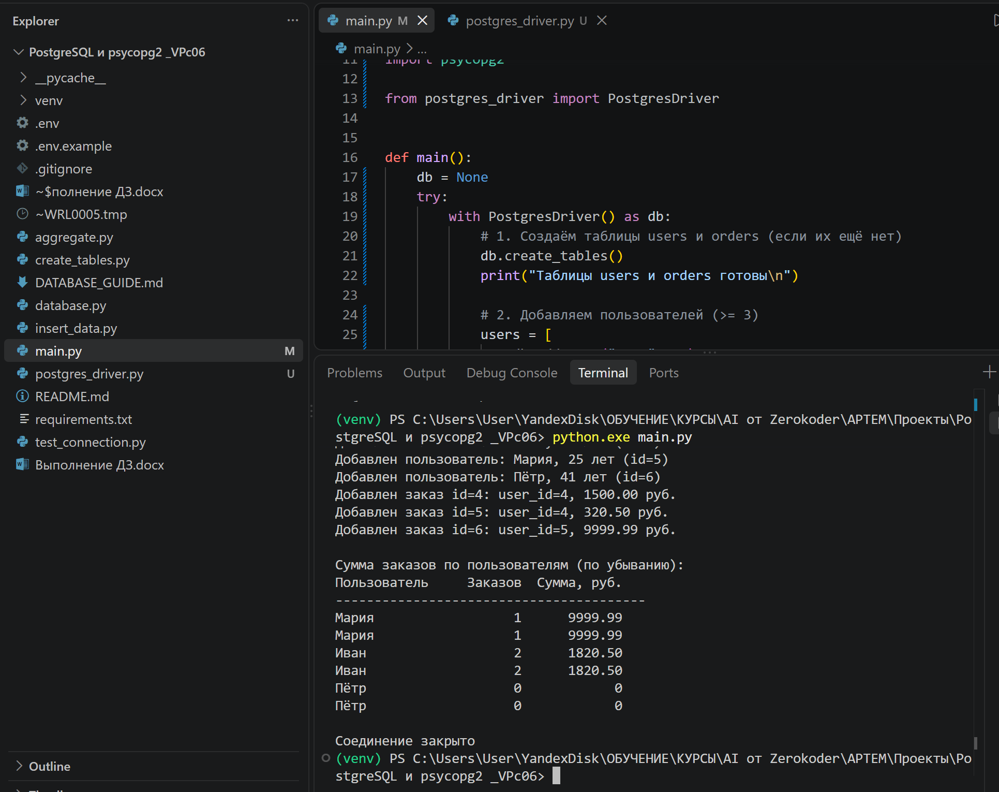 Explorer
PostgreSQL и psycopg2 _VPc06
__pycache__
venv
.env
.env.example
.gitignore
~$полнение ДЗ.docx
~WRL0005.tmp
aggregate.py
create_tables.py
DATABASE_GUIDE.md
database.py
insert_data.py
main.py M
postgres_driver.py U
README.md
requirements.txt
test_connection.py
Выполнение ДЗ.docx
Outline
main.py M
postgres_driver.py U
main.py > ...
11 import psycopg2
12
13 from postgres_driver import PostgresDriver
14
15
16 def main():
17 db = None
18 try:
19 with PostgresDriver() as db:
20 # 1. Создаём таблицы users и orders (если их ещё нет)
21 db.create_tables()
22 print("Таблицы users и orders готовы\n")
23
24 # 2. Добавляем пользователей (>= 3)
25 users = [
Problems Output Debug Console Terminal Ports
(venv) PS C:\Users\User\YandexDisk\ОБУЧЕНИЕ\КУРСЫ\AI от Zerokoder\АРТЕМ\Проекты\Po
stgreSQL и psycopg2 _VPc06> python.exe main.py
Добавлен пользователь: Мария, 25 лет (id=5)
Добавлен пользователь: Пётр, 41 лет (id=6)
Добавлен заказ id=4: user_id=4, 1500.00 руб.
Добавлен заказ id=5: user_id=4, 320.50 руб.
Добавлен заказ id=6: user_id=5, 9999.99 руб.
Сумма заказов по пользователям (по убыванию):
Пользователь Заказов Сумма, руб.
----------------------------------------
Мария 1 9999.99
Мария 1 9999.99
Иван 2 1820.50
Иван 2 1820.50
Пётр 0 0
Пётр 0 0
Соединение закрыто
(venv) PS C:\Users\User\YandexDisk\ОБУЧЕНИЕ\КУРСЫ\AI от Zerokoder\АРТЕМ\Проекты\Po
stgreSQL и psycopg2 _VPc06>